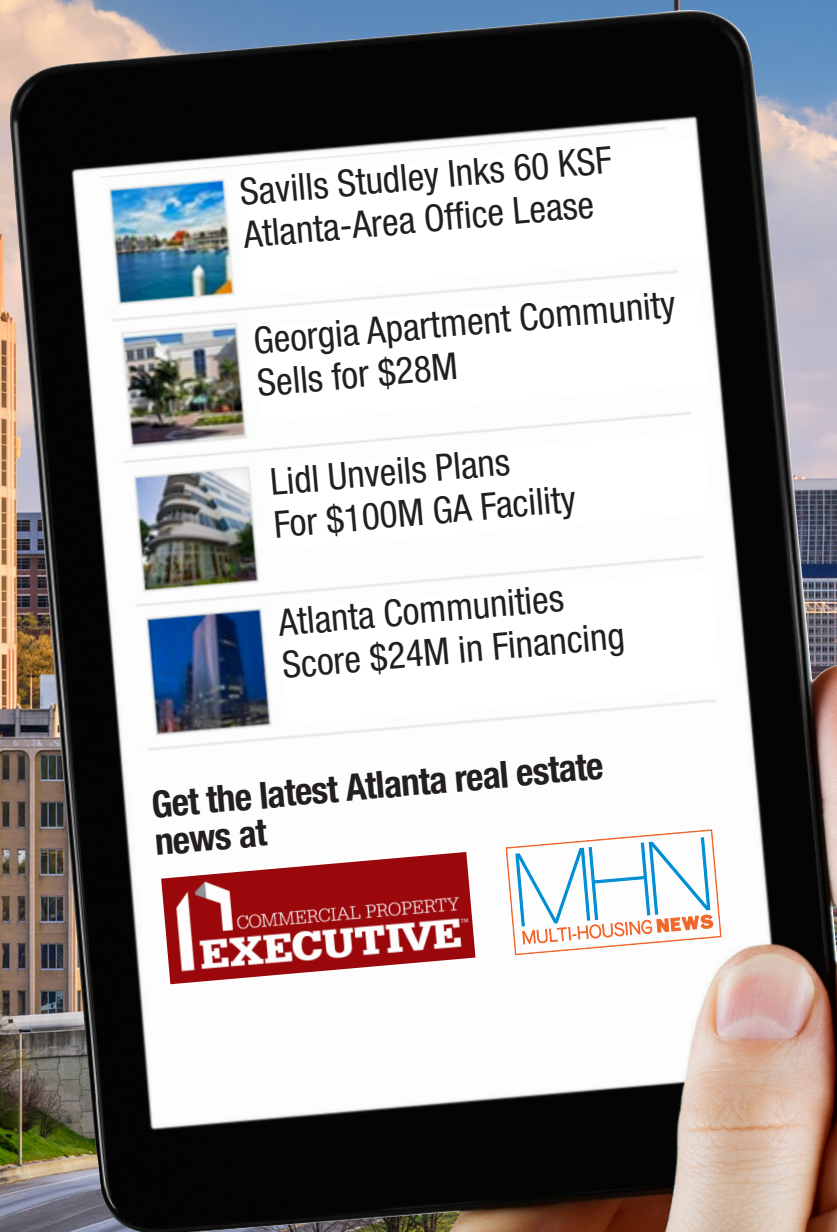 Savills Studley Inks 60 KSF
Atlanta-Area Office Lease
Georgia Apartment Community
Sells for $28M
Lidl Unveils Plans
For $100M GA Facility
Atlanta Communities
Score $24M in Financing
Get the latest Atlanta real estate
news at
COMMERCIAL PROPERTY
EXECUTIVE™
MHN
MULTI-HOUSING NEWS